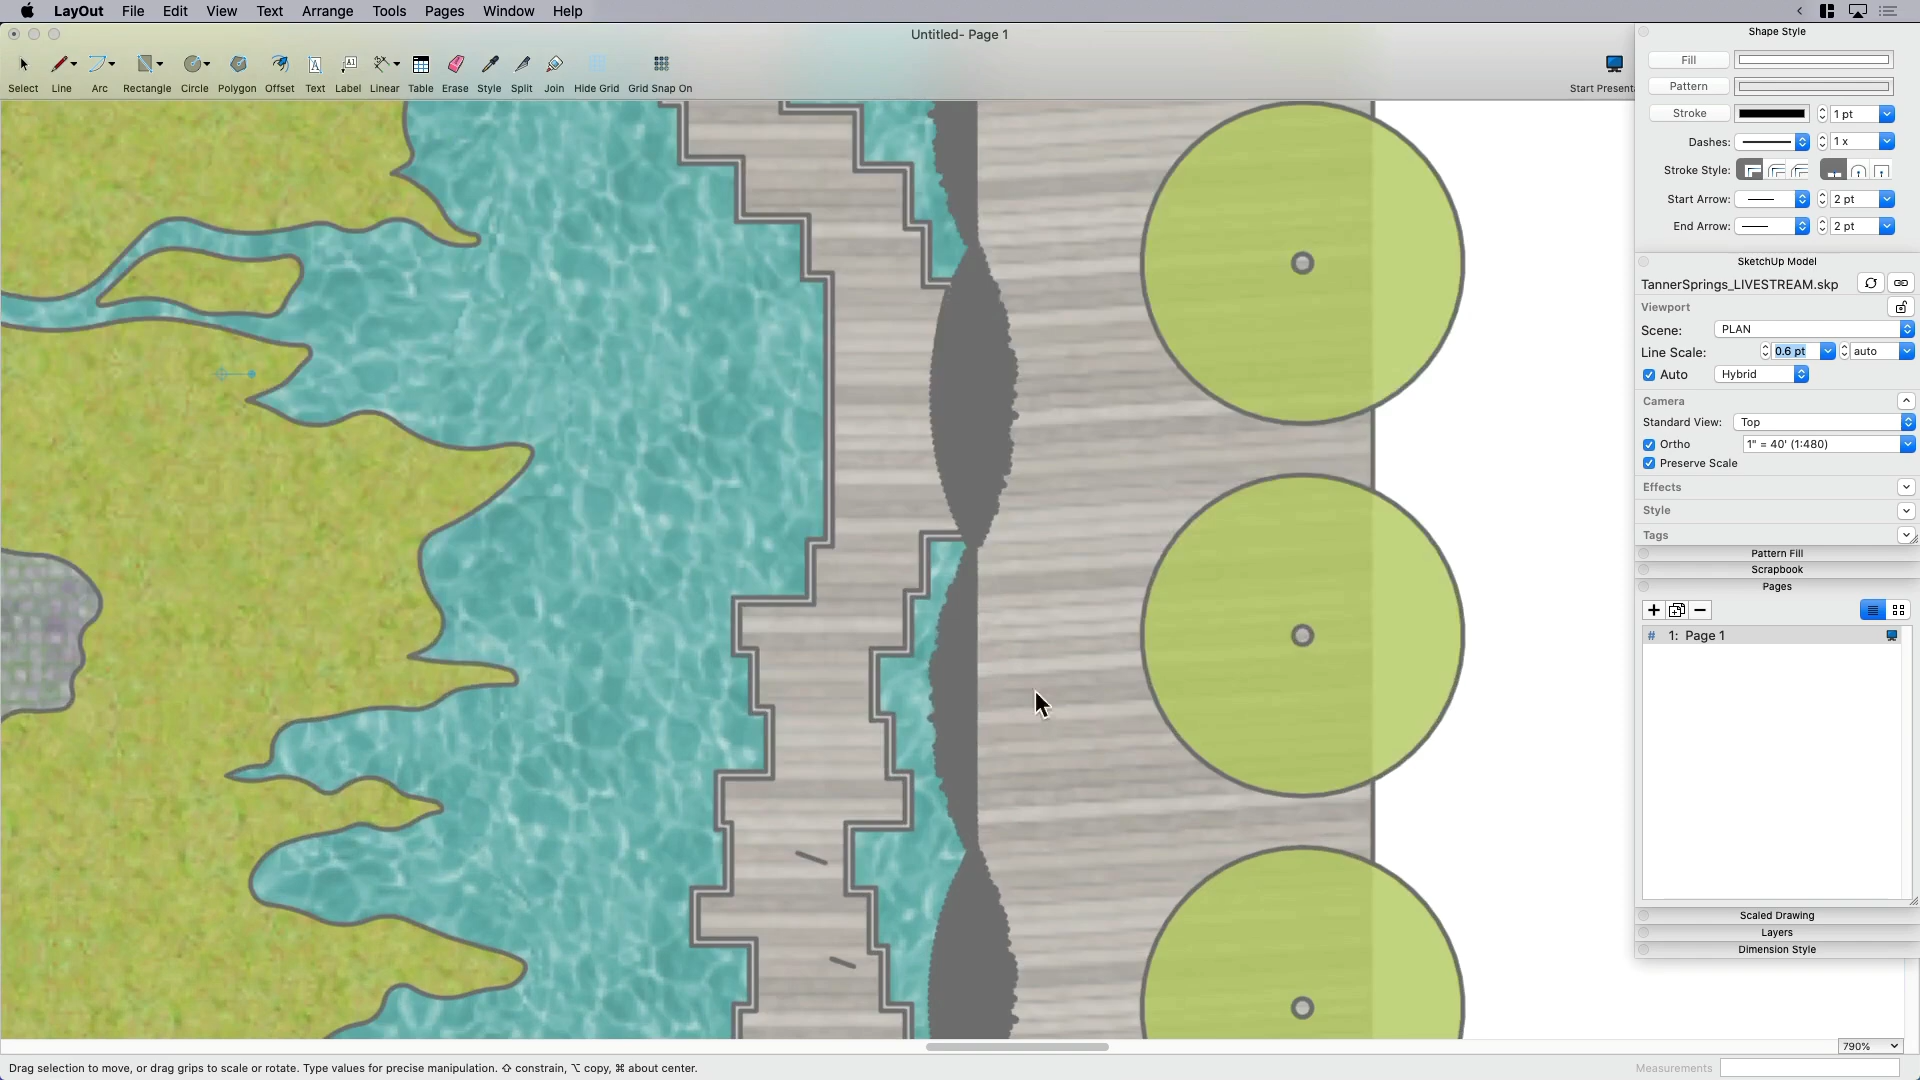 LayOut File Edit View Text Arrange Tools Pages Window Help
Untitled- Page 1
Select Line Arc Rectangle Circle Polygon Offset Text Label Linear Table Erase Style Split Join Hide Grid Grid Snap On Start Presenta
Shape Style
Fill
Pattern
Stroke 1 pt
Dashes: 1 x
Stroke Style:
Start Arrow: 2 pt
End Arrow: 2 pt
SketchUp Model
TannerSprings_LIVESTREAM.skp
Viewport
Scene: PLAN
Line Scale: 0.6 pt auto
Auto Hybrid
Camera
Standard View: Top
Ortho 1" = 40' (1:480)
Preserve Scale
Effects
Style
Tags
Pattern Fill
Scrapbook
Pages
# 1: Page 1
Scaled Drawing
Layers
Dimension Style
790%
Drag selection to move, or drag grips to scale or rotate. Type values for precise manipulation. ⇧ constrain, ⌥ copy, ⌘ about center. Measurements